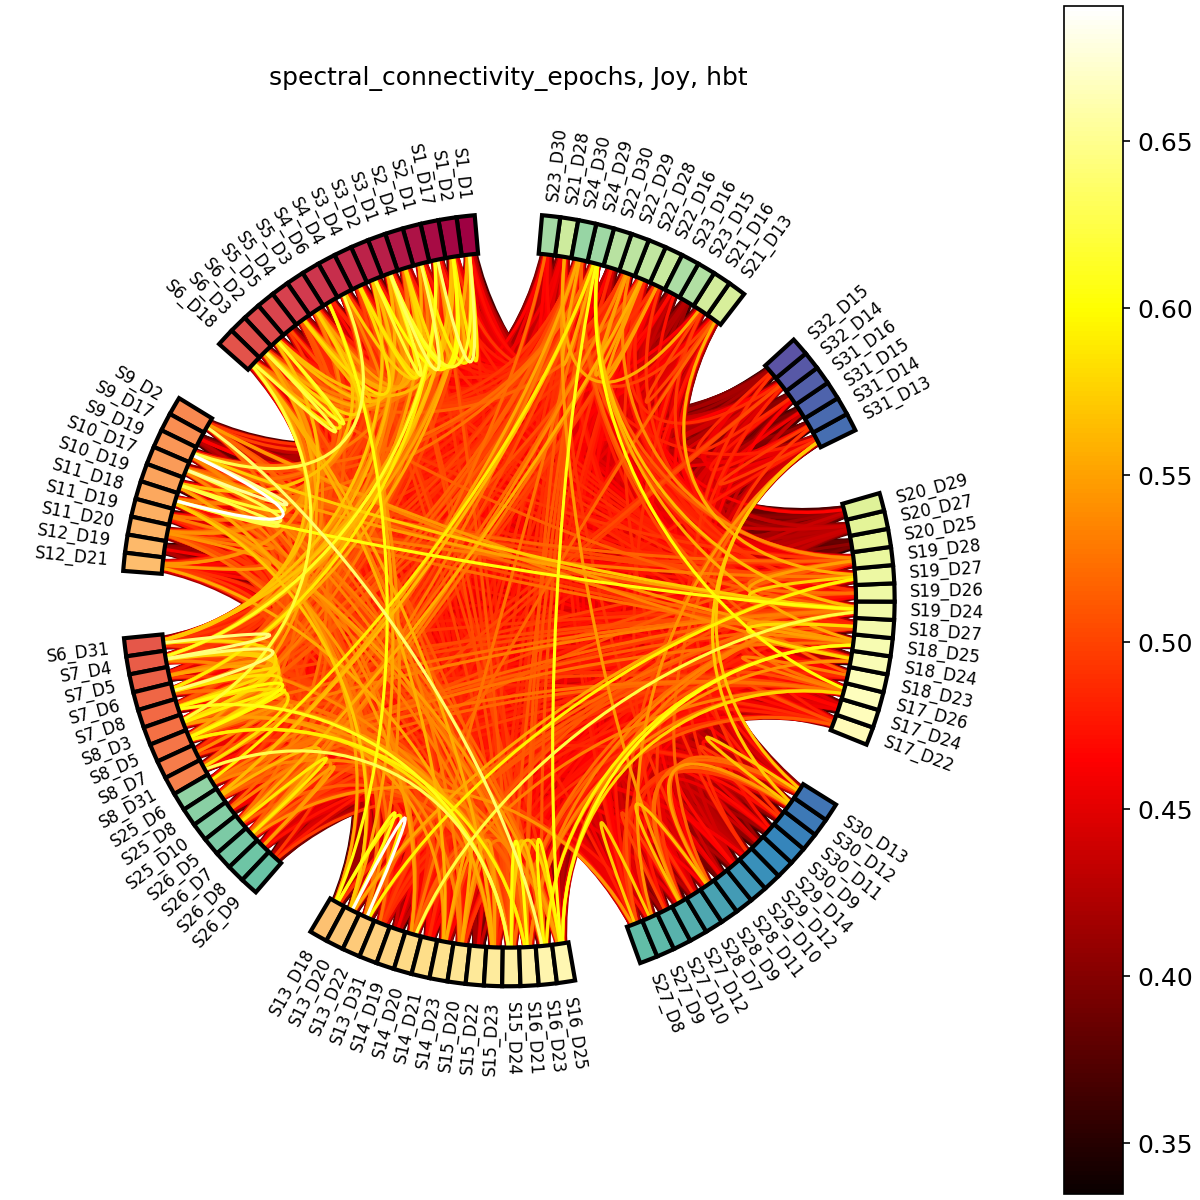 spectral_connectivity_epochs, Joy, hbt
S1_D1
S1_D2
S1_D17
S2_D1
S2_D4
S3_D1
S3_D2
S3_D4
S4_D4
S4_D6
S5_D3
S5_D4
S5_D5
S6_D2
S6_D3
S6_D18
S9_D2
S9_D17
S9_D19
S10_D17
S10_D19
S11_D18
S11_D19
S11_D20
S12_D19
S12_D21
S6_D31
S7_D4
S7_D5
S7_D6
S7_D8
S8_D3
S8_D5
S8_D7
S8_D31
S25_D6
S25_D8
S25_D10
S26_D5
S26_D7
S26_D8
S26_D9
S13_D18
S13_D20
S13_D22
S13_D31
S14_D19
S14_D20
S14_D21
S14_D23
S15_D20
S15_D22
S15_D23
S15_D24
S16_D21
S16_D23
S16_D25
S27_D8
S27_D9
S27_D10
S27_D12
S28_D7
S28_D9
S28_D11
S29_D10
S29_D12
S29_D14
S30_D9
S30_D11
S30_D12
S30_D13
S17_D22
S17_D24
S17_D26
S18_D23
S18_D24
S18_D25
S18_D27
S19_D24
S19_D26
S19_D27
S19_D28
S20_D25
S20_D27
S20_D29
S31_D13
S31_D14
S31_D15
S31_D16
S32_D14
S32_D15
S21_D13
S21_D16
S23_D15
S23_D16
S22_D16
S22_D28
S22_D29
S22_D30
S24_D29
S24_D30
S21_D28
S23_D30
0.65
0.60
0.55
0.50
0.45
0.40
0.35